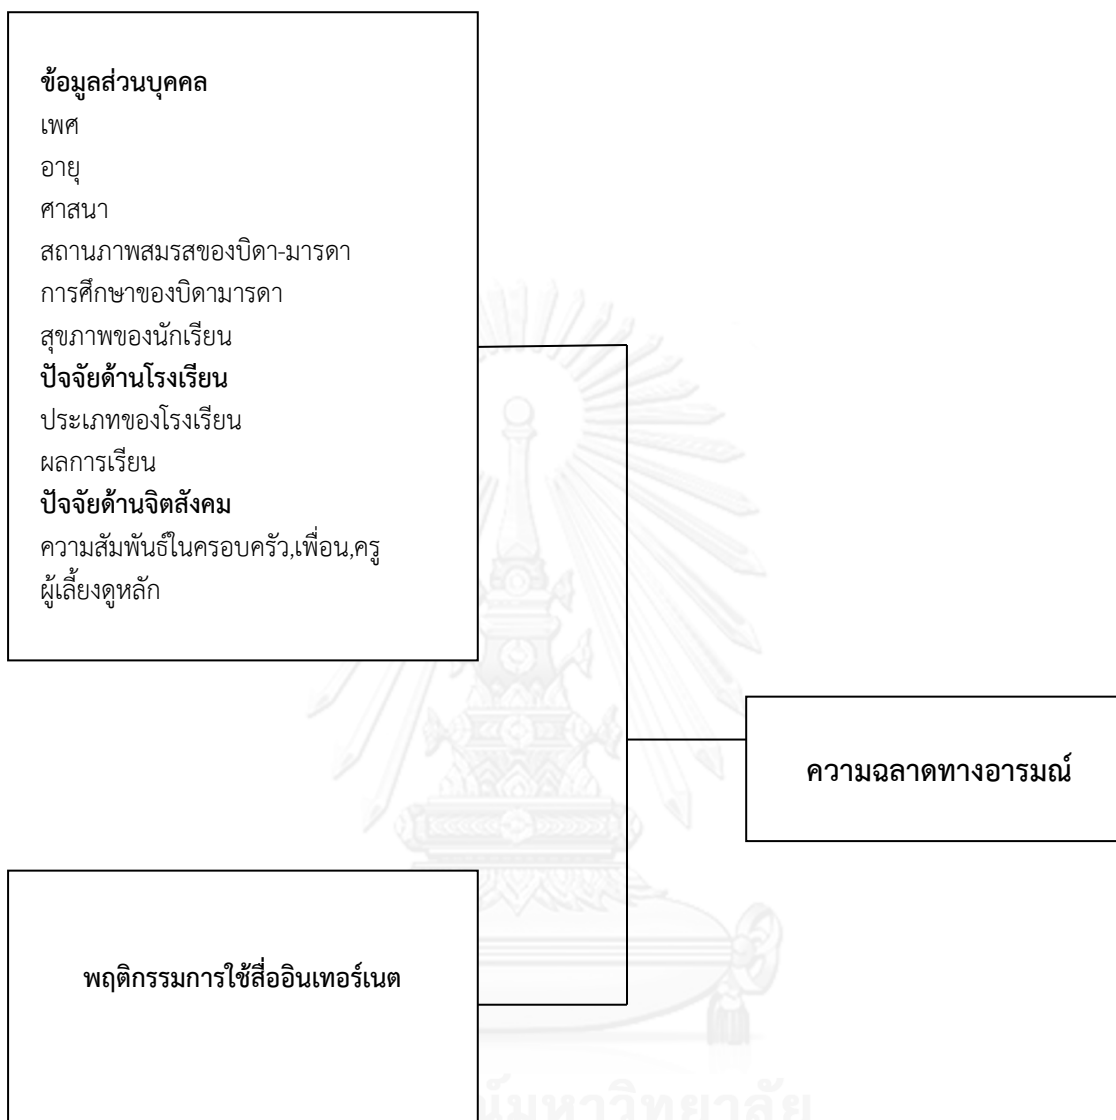 ข้อมูลส่วนบุคคล
เพศ
อายุ
ศาสนา
สถานภาพสมรสของบิดา-มารดา
การศึกษาของบิดามารดา
สุขภาพของนักเรียน
ปัจจัยด้านโรงเรียน
ประเภทของโรงเรียน
ผลการเรียน
ปัจจัยด้านจิตสังคม
ความสัมพันธ์ในครอบครัว,เพื่อน,ครู
ผู้เลี้ยงดูหลัก
ความฉลาดทางอารมณ์
พฤติกรรมการใช้สื่ออินเทอร์เนต
มหาวิทยาลัย